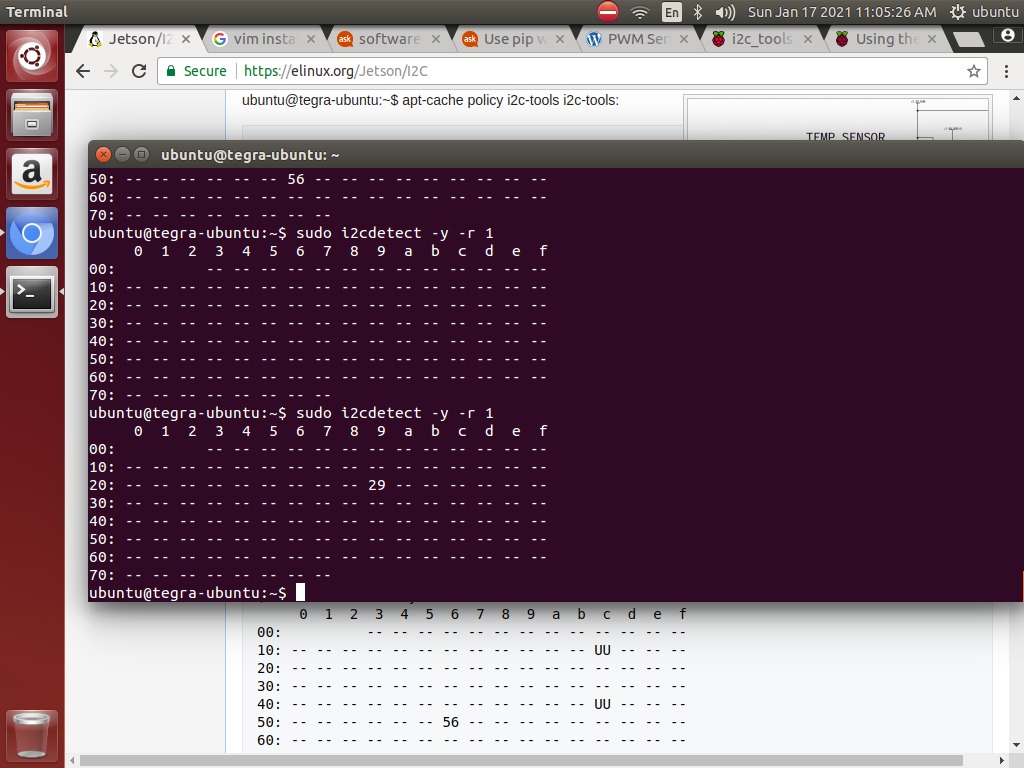 Terminal
En
Sun Jan 17 2021 11:05:26 AM
ubuntu
Jetson/I2
vim insta
software
Use pip w
PWM Ser
i2c_tools
Using the
Secure
https://elinux.org/Jetson/I2C
ubuntu@tegra-ubuntu:~$ apt-cache policy i2c-tools i2c-tools:
TEMP SENSOR
ubuntu@tegra-ubuntu: ~
50: -- -- -- -- -- -- 56 -- -- -- -- -- -- -- -- --
60: -- -- -- -- -- -- -- -- -- -- -- -- -- -- -- --
70: -- -- -- -- -- -- -- --
ubuntu@tegra-ubuntu:~$ sudo i2cdetect -y -r 1
0 1 2 3 4 5 6 7 8 9 a b c d e f
00: -- -- -- -- -- -- -- -- -- -- -- -- --
10: -- -- -- -- -- -- -- -- -- -- -- -- -- -- -- --
20: -- -- -- -- -- -- -- -- -- -- -- -- -- -- -- --
30: -- -- -- -- -- -- -- -- -- -- -- -- -- -- -- --
40: -- -- -- -- -- -- -- -- -- -- -- -- -- -- -- --
50: -- -- -- -- -- -- -- -- -- -- -- -- -- -- -- --
60: -- -- -- -- -- -- -- -- -- -- -- -- -- -- -- --
70: -- -- -- -- -- -- -- --
ubuntu@tegra-ubuntu:~$ sudo i2cdetect -y -r 1
0 1 2 3 4 5 6 7 8 9 a b c d e f
00: -- -- -- -- -- -- -- -- -- -- -- -- --
10: -- -- -- -- -- -- -- -- -- -- -- -- -- -- -- --
20: -- -- -- -- -- -- -- -- -- 29 -- -- -- -- -- --
30: -- -- -- -- -- -- -- -- -- -- -- -- -- -- -- --
40: -- -- -- -- -- -- -- -- -- -- -- -- -- -- -- --
50: -- -- -- -- -- -- -- -- -- -- -- -- -- -- -- --
60: -- -- -- -- -- -- -- -- -- -- -- -- -- -- -- --
70: -- -- -- -- -- -- -- --
ubuntu@tegra-ubuntu:~$
0 1 2 3 4 5 6 7 8 9 a b c d e f
00: -- -- -- -- -- -- -- -- -- -- -- -- --
10: -- -- -- -- -- -- -- -- -- -- -- -- UU -- -- --
20: -- -- -- -- -- -- -- -- -- -- -- -- -- -- -- --
30: -- -- -- -- -- -- -- -- -- -- -- -- -- -- -- --
40: -- -- -- -- -- -- -- -- -- -- -- -- UU -- -- --
50: -- -- -- -- -- -- 56 -- -- -- -- -- -- -- -- --
60: -- -- -- -- -- -- -- -- -- -- -- -- -- -- -- --